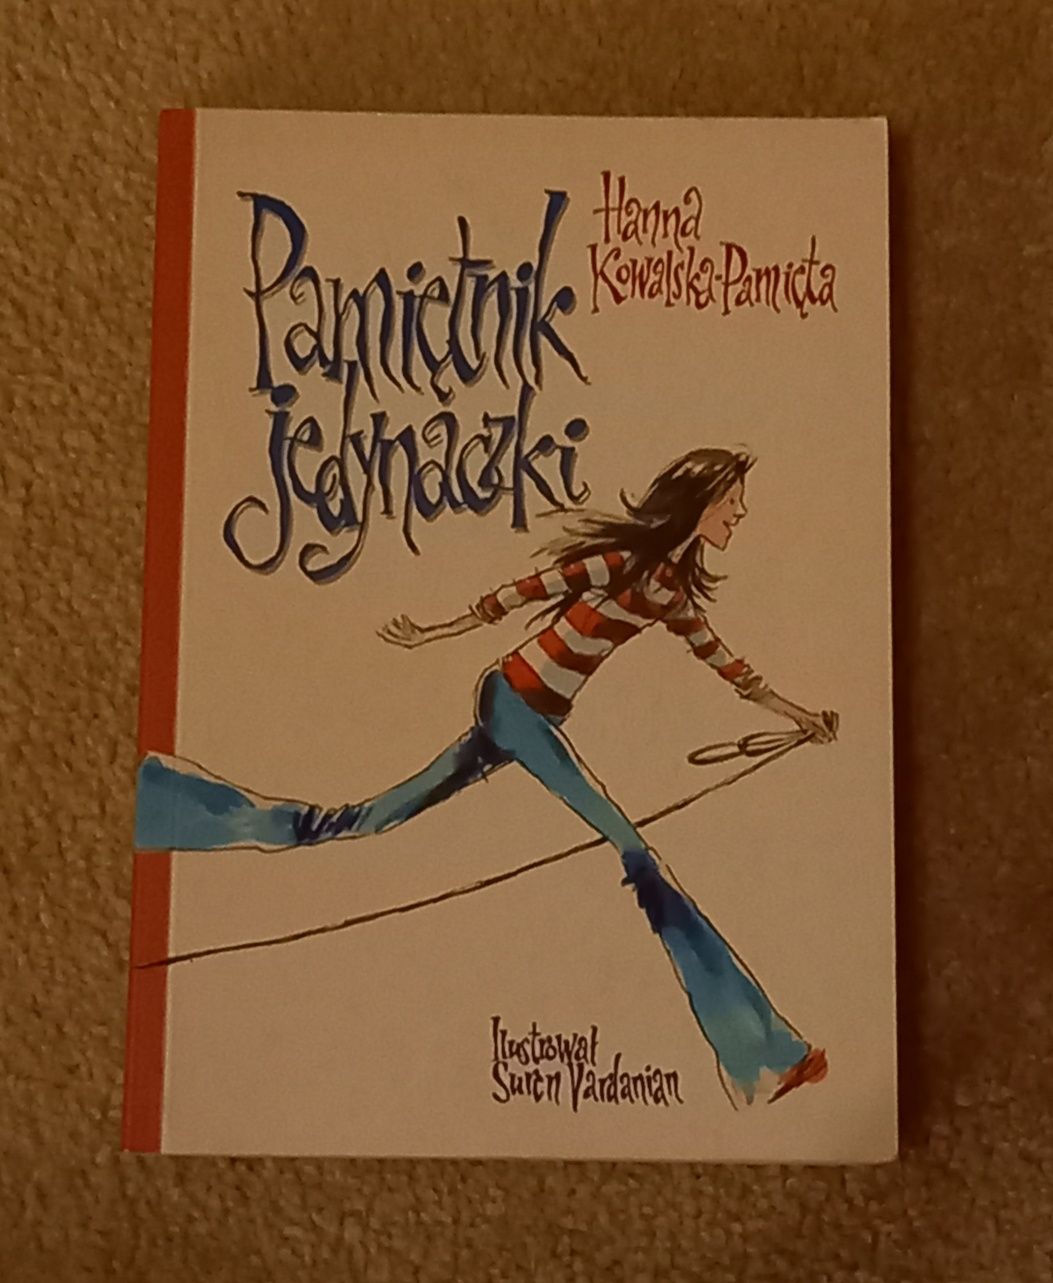 Pamiętnik
jedynaczki
Hanna
Kowalska-Pamięta
Ilustrował
Suren Vardanian